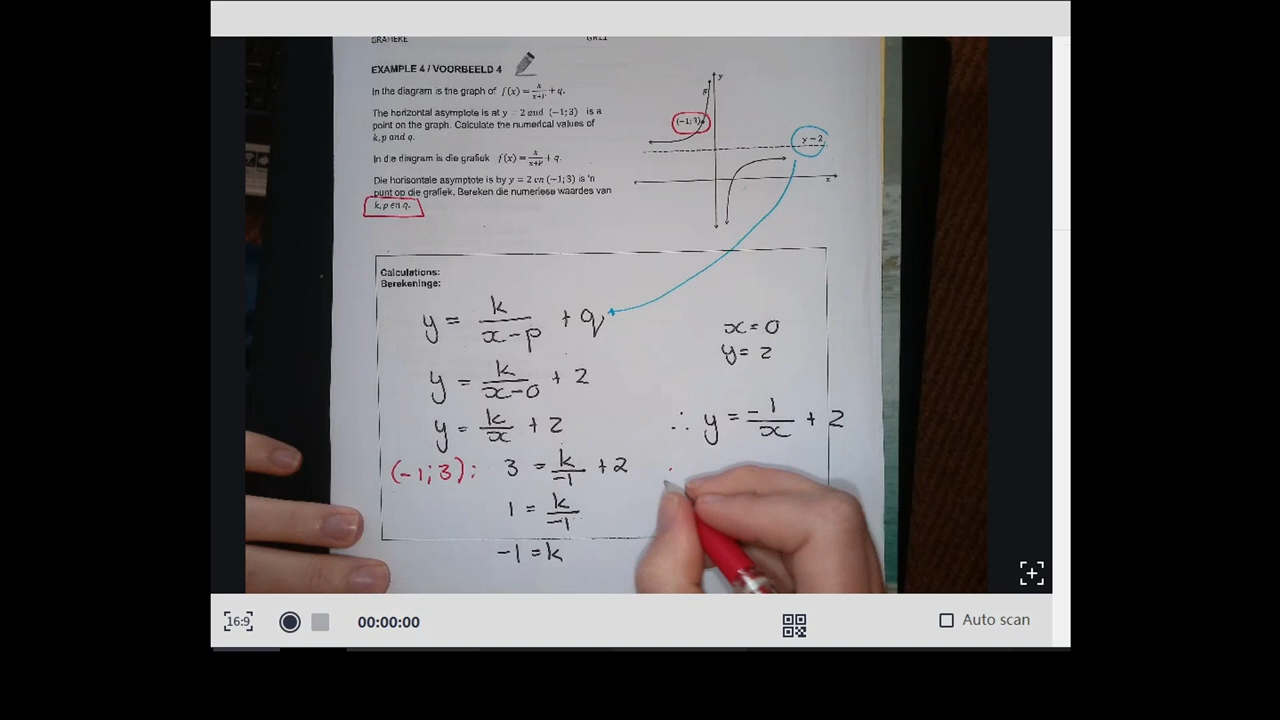 GRAFIEKE GR11
EXAMPLE 4 / VOORBEELD 4
In the diagram is the graph of f(x) = k/(x+p) + q.
The horizontal asymptote is at y = 2 and (−1; 3) is a
point on the graph. Calculate the numerical values of
k, p and q.
In die diagram is die grafiek f(x) = k/(x+p) + q.
Die horisontale asymptote is by y = 2 en (−1; 3) is 'n
punt op die grafiek. Bereken die numeriese waardes van
k, p en q.
y
(−1; 3)
y = 2
x
Calculations:
Berekeninge:
y = k/(x-p) + q
y = k/(x-0) + 2
y = k/x + 2
(-1;3): 3 = k/-1 + 2
1 = k/-1
-1 = k
x = 0
y = 2
∴ y = -1/x + 2
16:9
00:00:00
Auto scan